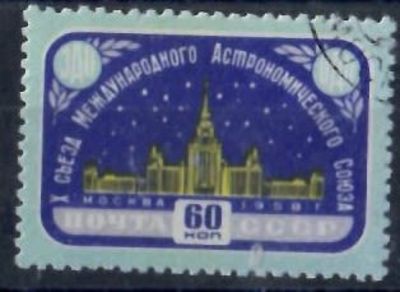 X СЪЕЗД МЕЖДУНАРОДНОГО АСТРОНОМИЧЕСКОГО СОЮЗА
МОСКВА 1958 Г
ПОЧТА СССР
60
КОП